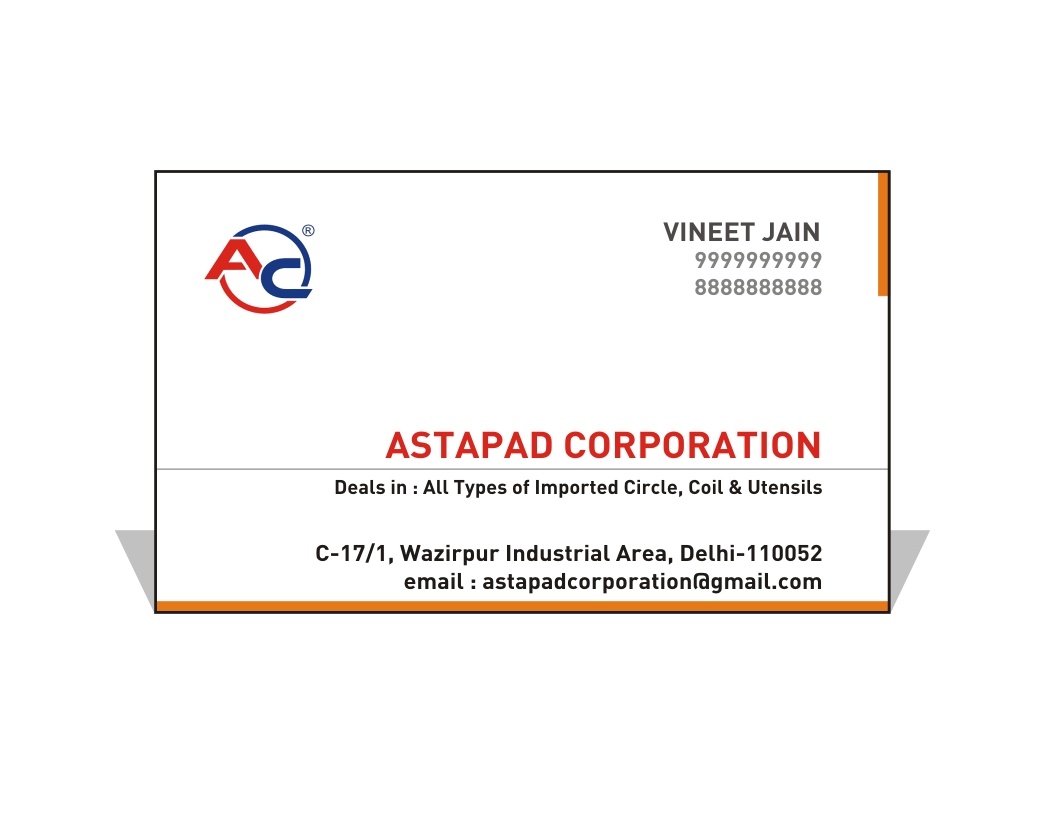 AC ®
VINEET JAIN
9999999999
8888888888
ASTAPAD CORPORATION
Deals in : All Types of Imported Circle, Coil & Utensils
C-17/1, Wazirpur Industrial Area, Delhi-110052
email : astapadcorporation@gmail.com